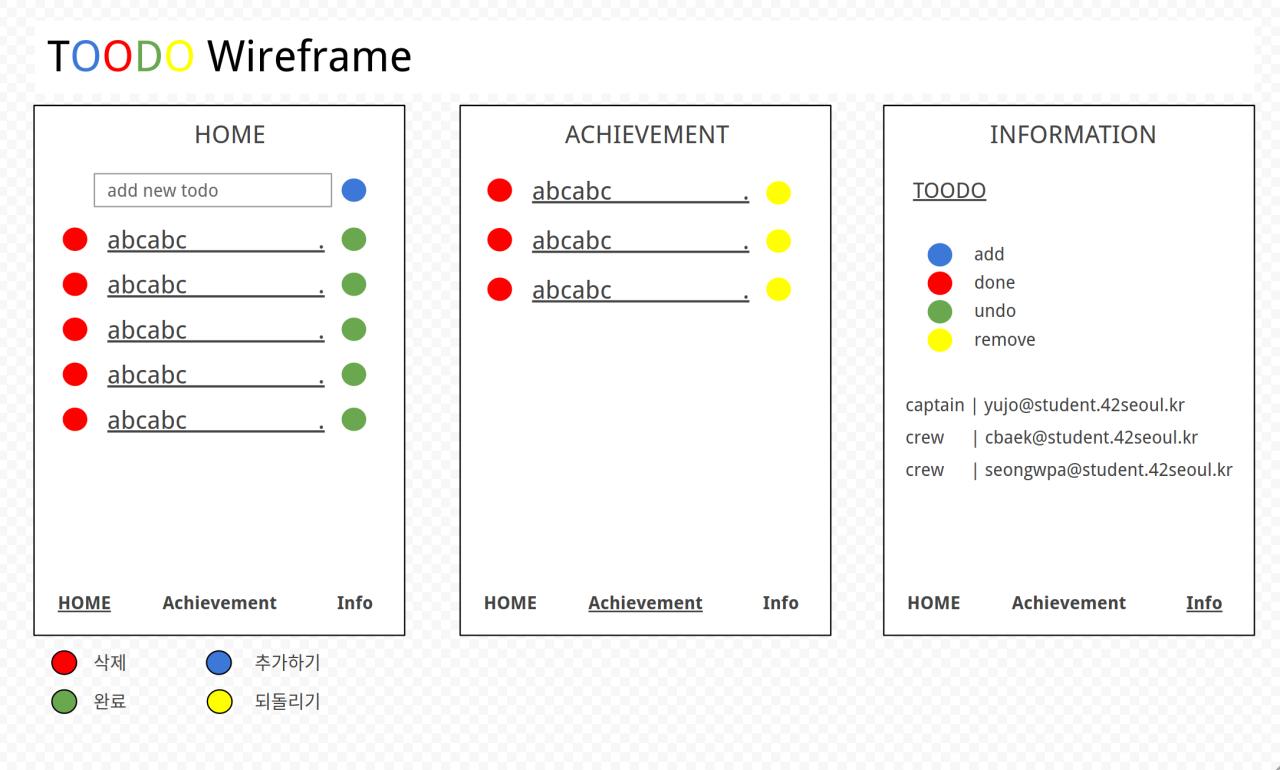 TOODO Wireframe
HOME
add new todo
abcabc .
abcabc .
abcabc .
abcabc .
abcabc .
HOME Achievement Info
ACHIEVEMENT
abcabc .
abcabc .
abcabc .
HOME Achievement Info
INFORMATION
TOODO
add
done
undo
remove
captain | yujo@student.42seoul.kr
crew | cbaek@student.42seoul.kr
crew | seongwpa@student.42seoul.kr
HOME Achievement Info
삭제 추가하기
완료 되돌리기